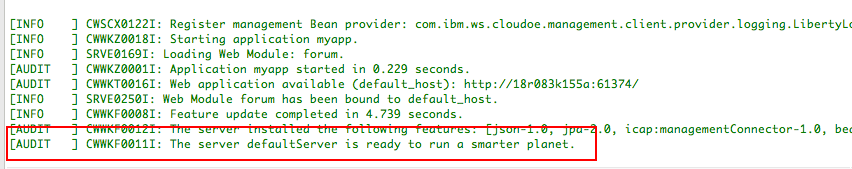 [INFO    ] CWSCX0122I: Register management Bean provider: com.ibm.ws.cloudoe.management.client.provider.logging.LibertyLo
[INFO    ] CWWKZ0018I: Starting application myapp.
[INFO    ] SRVE0169I: Loading Web Module: forum.
[AUDIT   ] CWWKZ0001I: Application myapp started in 0.229 seconds.
[AUDIT   ] CWWKT0016I: Web application available (default_host): http://18r083k155a:61374/
[INFO    ] SRVE0250I: Web Module forum has been bound to default_host.
[INFO    ] CWWKF0008I: Feature update completed in 4.739 seconds.
[AUDIT   ] CWWKF0012I: The server installed the following features: [json-1.0, jpa-2.0, icap:managementConnector-1.0, bea
[AUDIT   ] CWWKF0011I: The server defaultServer is ready to run a smarter planet.